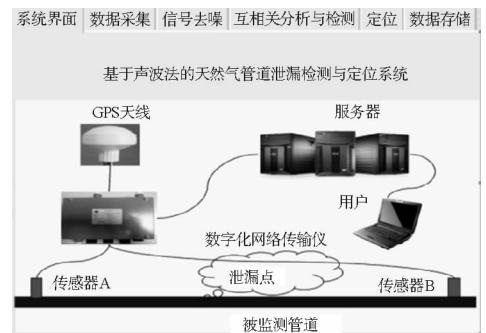 系统界面 数据采集 信号去噪 互相关分析与检测 定位 数据存储
基于声波法的天然气管道泄漏检测与定位系统
GPS天线
服务器
用户
数字化网络传输仪
传感器A
泄漏点
传感器B
被监测管道